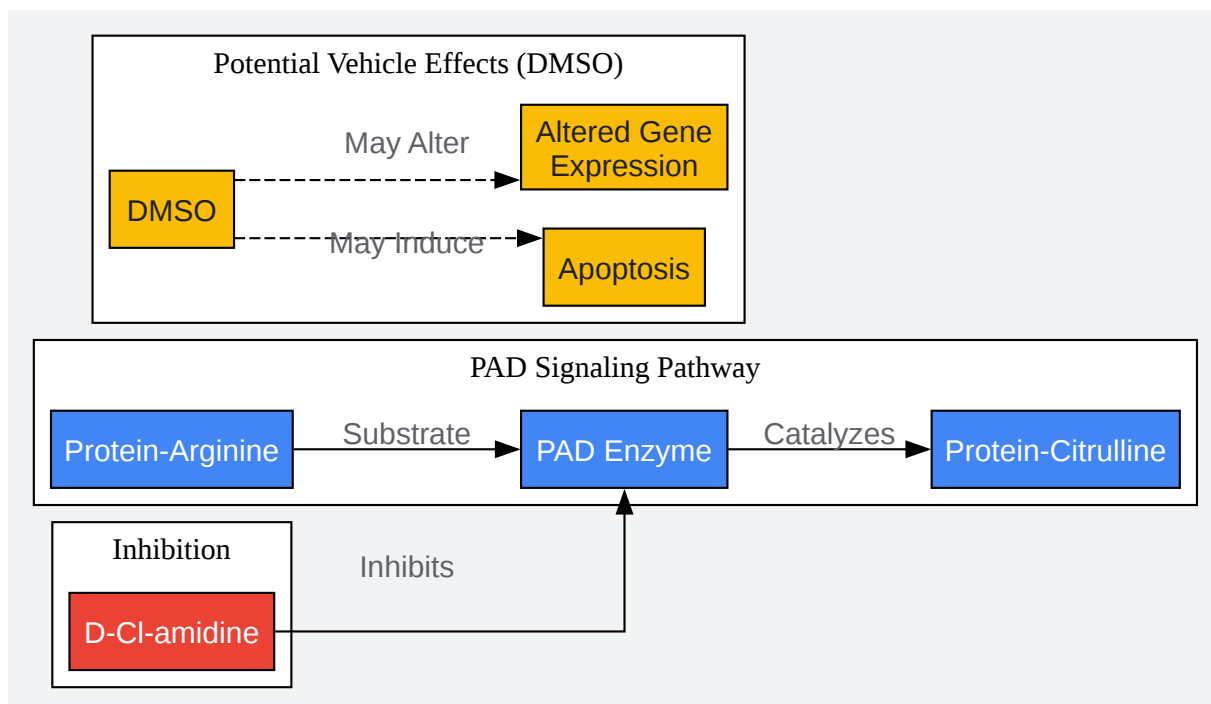 Potential Vehicle Effects (DMSO)
May Alter
Altered Gene
Expression
DMSO
May Induce
Apoptosis
PAD Signaling Pathway
Protein-Arginine
Substrate
PAD Enzyme
Catalyzes
Protein-Citrulline
Inhibition
Inhibits
D-Cl-amidine